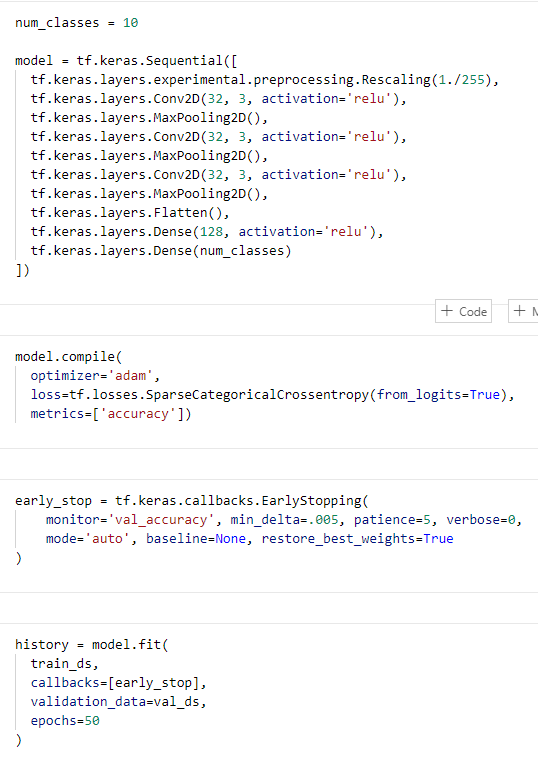 num_classes = 10
model = tf.keras.Sequential([
  tf.keras.layers.experimental.preprocessing.Rescaling(1./255),
  tf.keras.layers.Conv2D(32, 3, activation='relu'),
  tf.keras.layers.MaxPooling2D(),
  tf.keras.layers.Conv2D(32, 3, activation='relu'),
  tf.keras.layers.MaxPooling2D(),
  tf.keras.layers.Conv2D(32, 3, activation='relu'),
  tf.keras.layers.MaxPooling2D(),
  tf.keras.layers.Flatten(),
  tf.keras.layers.Dense(128, activation='relu'),
  tf.keras.layers.Dense(num_classes)
])
+ Code
+ M
model.compile(
  optimizer='adam',
  loss=tf.losses.SparseCategoricalCrossentropy(from_logits=True),
  metrics=['accuracy'])
early_stop = tf.keras.callbacks.EarlyStopping(
    monitor='val_accuracy', min_delta=.005, patience=5, verbose=0,
    mode='auto', baseline=None, restore_best_weights=True
)
history = model.fit(
  train_ds,
  callbacks=[early_stop],
  validation_data=val_ds,
  epochs=50
)